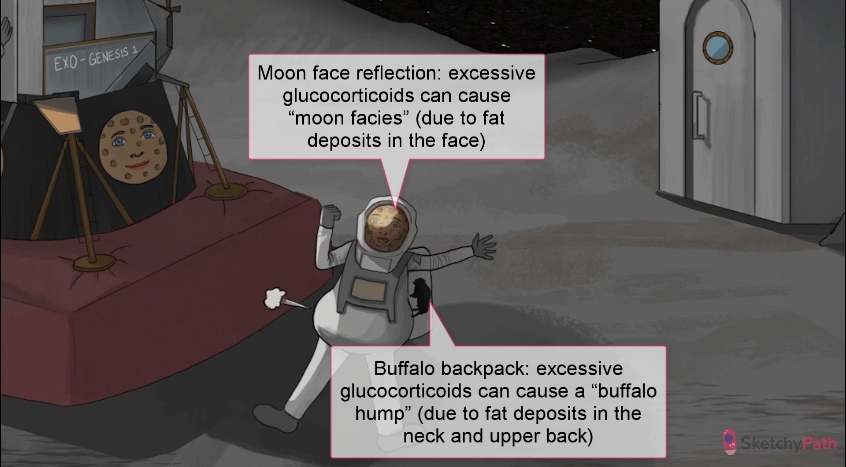 EXO-GENESIS 1
Moon face reflection: excessive
glucocorticoids can cause
“moon facies” (due to fat
deposits in the face)
Buffalo backpack: excessive
glucocorticoids can cause a “buffalo
hump” (due to fat deposits in the
neck and upper back)
SketchyPath